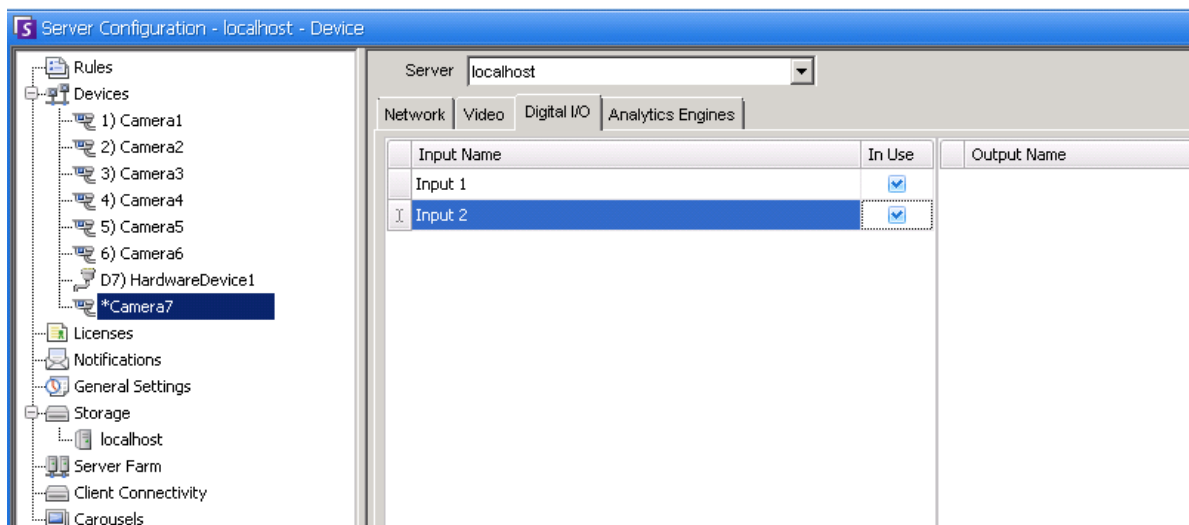 Server Configuration - localhost - Device
Rules
Devices
1) Camera1
2) Camera2
3) Camera3
4) Camera4
5) Camera5
6) Camera6
D7) HardwareDevice1
*Camera7
Licenses
Notifications
General Settings
Storage
localhost
Server Farm
Client Connectivity
Carousels
Server localhost
Network Video Digital I/O Analytics Engines
Input Name In Use Output Name
Input 1
Input 2